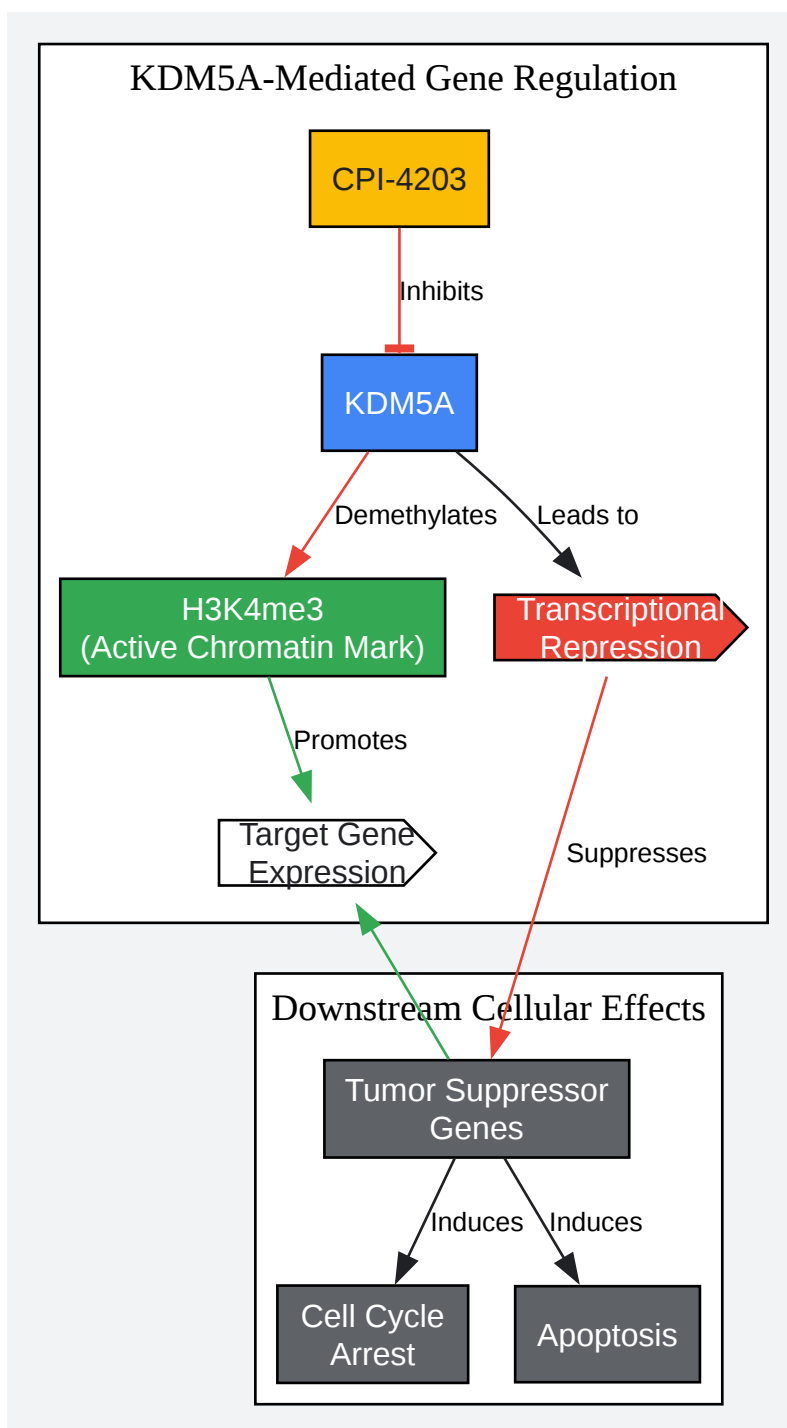 KDM5A-Mediated Gene Regulation
CPI-4203
Inhibits
KDM5A
Demethylates
Leads to
H3K4me3
(Active Chromatin Mark)
Transcriptional
Repression
Promotes
Target Gene
Expression
Suppresses
Downstream Cellular Effects
Tumor Suppressor
Genes
Induces
Induces
Cell Cycle
Arrest
Apoptosis